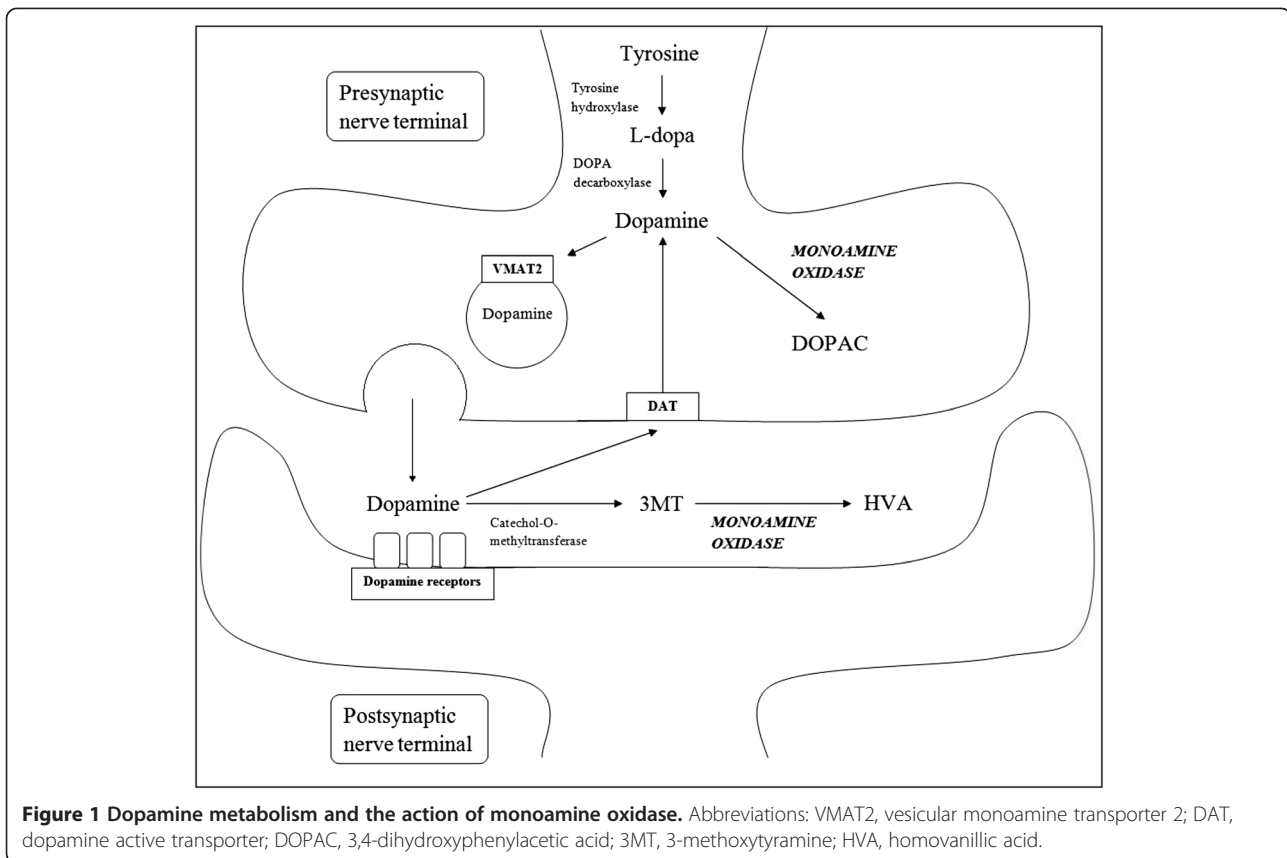 Tyrosine
Presynaptic
nerve terminal
Tyrosine
hydroxylase
L-dopa
DOPA
decarboxylase
Dopamine
MONOAMINE
OXIDASE
VMAT2
Dopamine
DOPAC
DAT
Dopamine
3MT
HVA
Catechol-O-
methyltransferase
MONOAMINE
OXIDASE
Dopamine receptors
Postsynaptic
nerve terminal
Figure 1 Dopamine metabolism and the action of monoamine oxidase. Abbreviations: VMAT2, vesicular monoamine transporter 2; DAT,
dopamine active transporter; DOPAC, 3,4-dihydroxyphenylacetic acid; 3MT, 3-methoxytyramine; HVA, homovanillic acid.